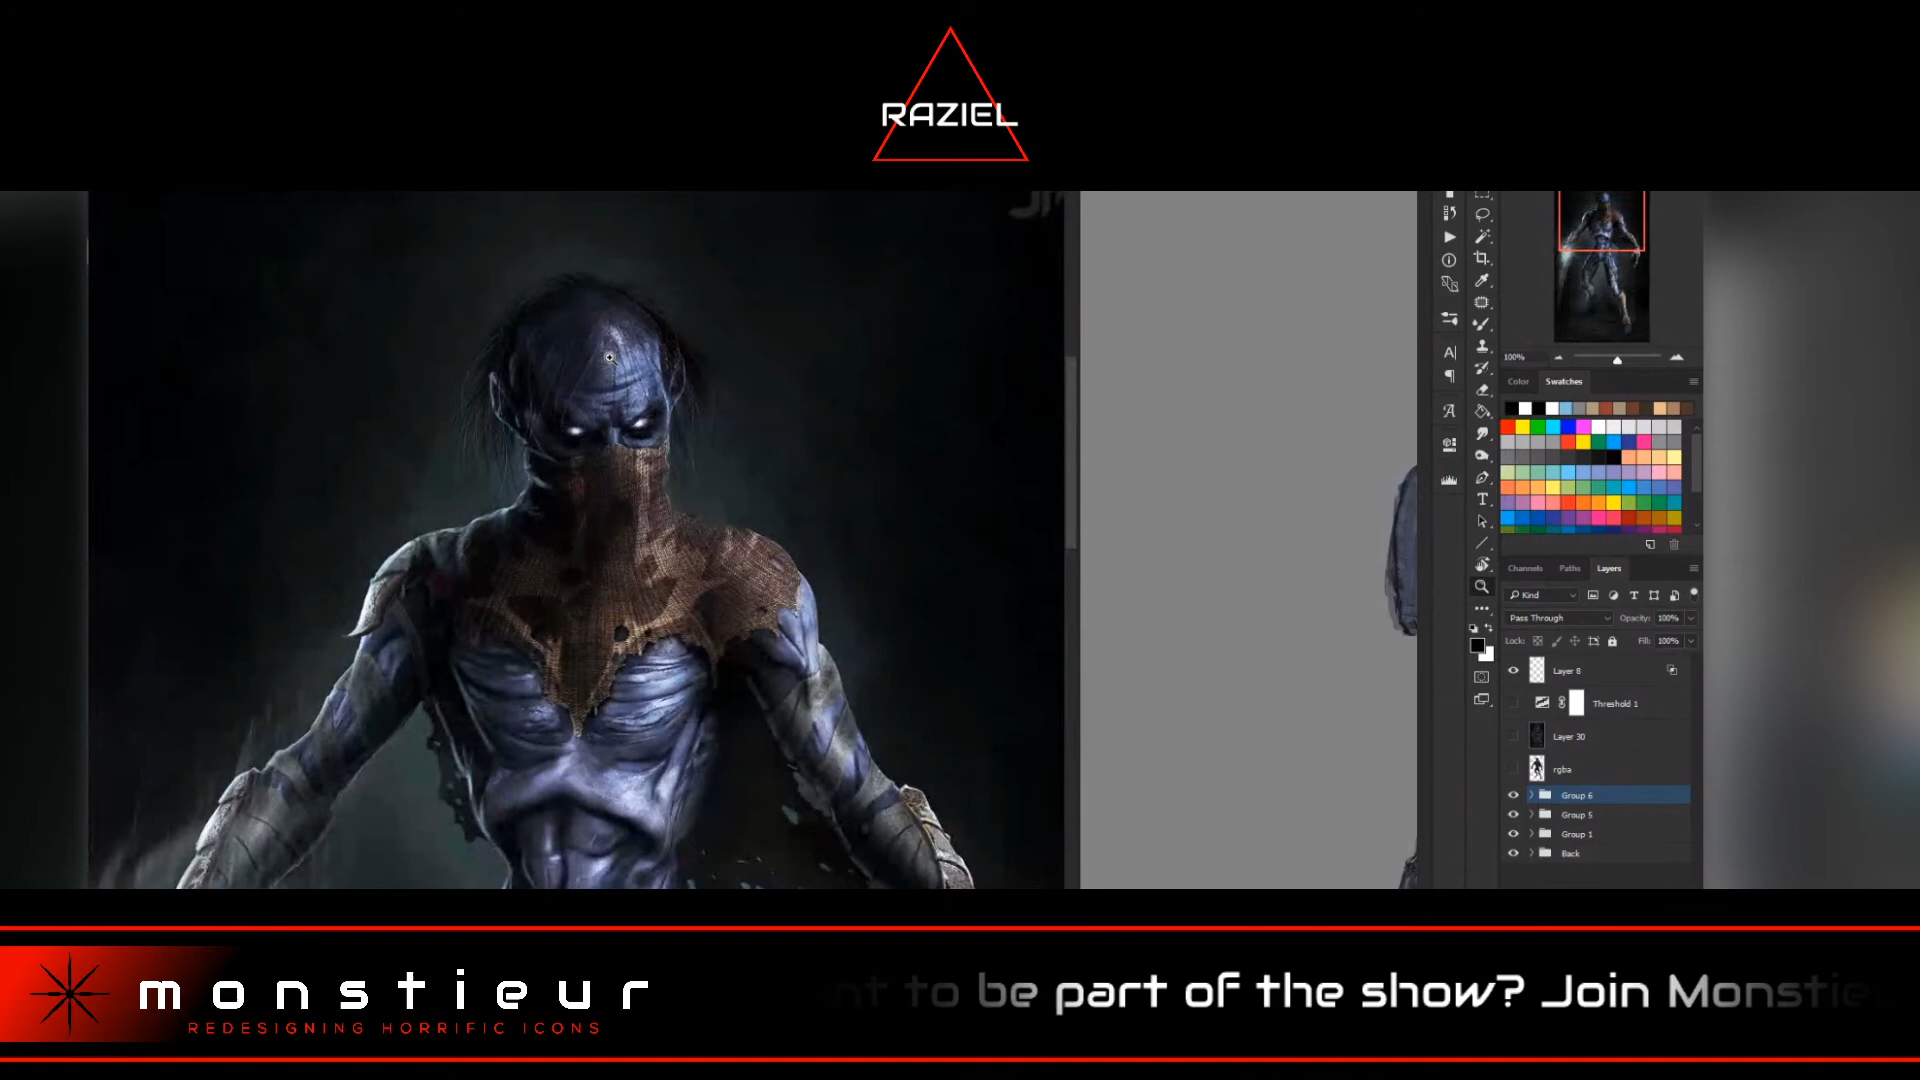 RAZIEL
100%
Color Swatches
Channels Paths Layers
Kind
Pass Through Opacity: 100%
Lock: Fill: 100%
Layer 8
Threshold 1
Layer 30
rgba
Group 6
Group 5
Group 1
Back
monstieur
REDESIGNING HORRIFIC ICONS
to be part of the show? Join Monstie